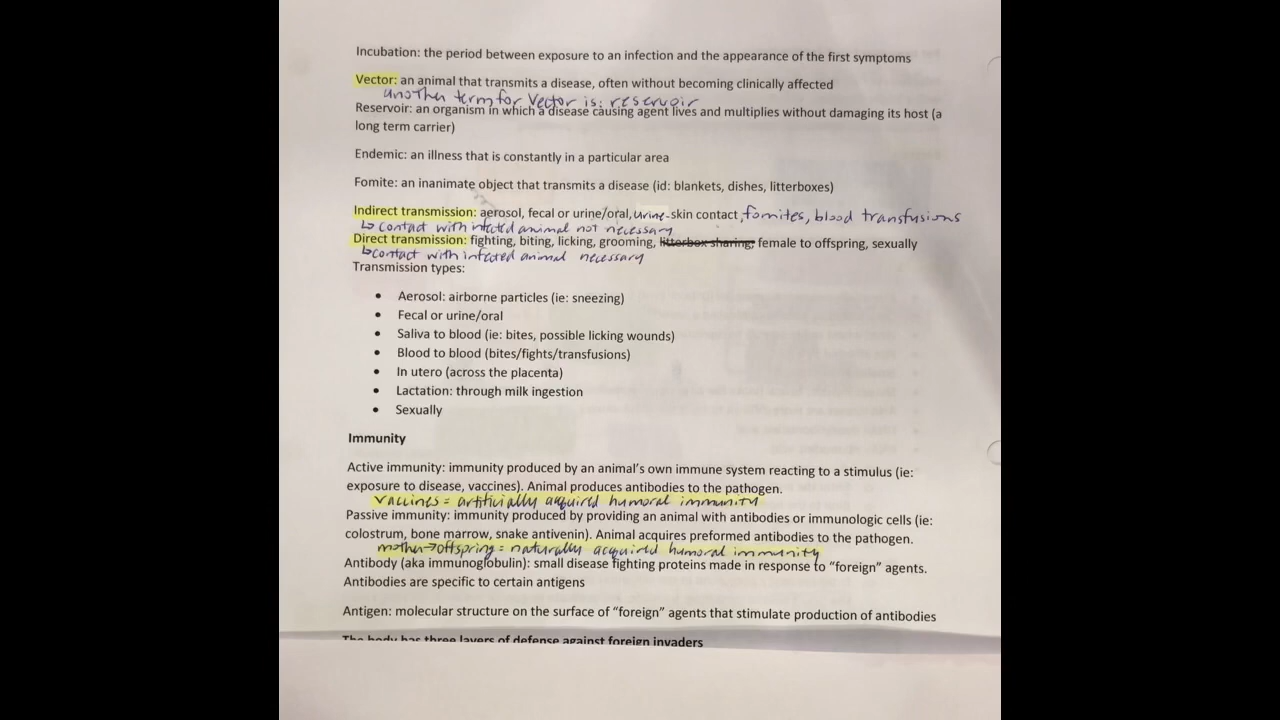 Incubation: the period between exposure to an infection and the appearance of the first symptoms
Vector: an animal that transmits a disease, often without becoming clinically affected
another term for Vector is: reservoir
Reservoir: an organism in which a disease causing agent lives and multiplies without damaging its host (a
long term carrier)
Endemic: an illness that is constantly in a particular area
Fomite: an inanimate object that transmits a disease (id: blankets, dishes, litterboxes)
Indirect transmission: aerosol, fecal or urine/oral, urine-skin contact, fomites, blood transfusions
↳ contact with infected animal not necessary
Direct transmission: fighting, biting, licking, grooming, litterbox sharing, female to offspring, sexually
↳ contact with infected animal necessary
Transmission types:
• Aerosol: airborne particles (ie: sneezing)
• Fecal or urine/oral
• Saliva to blood (ie: bites, possible licking wounds)
• Blood to blood (bites/fights/transfusions)
• In utero (across the placenta)
• Lactation: through milk ingestion
• Sexually
Immunity
Active immunity: immunity produced by an animal's own immune system reacting to a stimulus (ie:
exposure to disease, vaccines). Animal produces antibodies to the pathogen.
vaccines = artificially acquired humoral immunity
Passive immunity: immunity produced by providing an animal with antibodies or immunologic cells (ie:
colostrum, bone marrow, snake antivenin). Animal acquires preformed antibodies to the pathogen.
mother→offspring = naturally acquired humoral immunity
Antibody (aka immunoglobulin): small disease fighting proteins made in response to "foreign" agents.
Antibodies are specific to certain antigens
Antigen: molecular structure on the surface of "foreign" agents that stimulate production of antibodies
The body has three layers of defense against foreign invaders